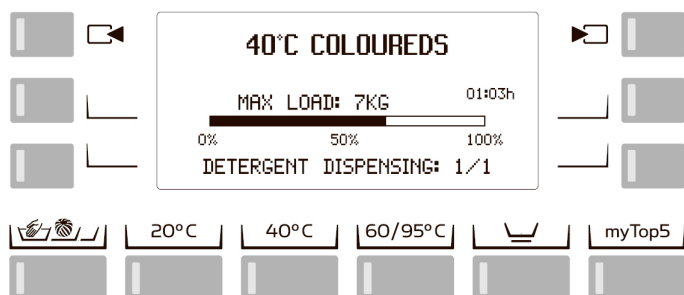 40°C COLOUREDS
MAX LOAD: 7KG 01:03h
0% 50% 100%
DETERGENT DISPENSING: 1/1
20°C 40°C 60/95°C myTop5